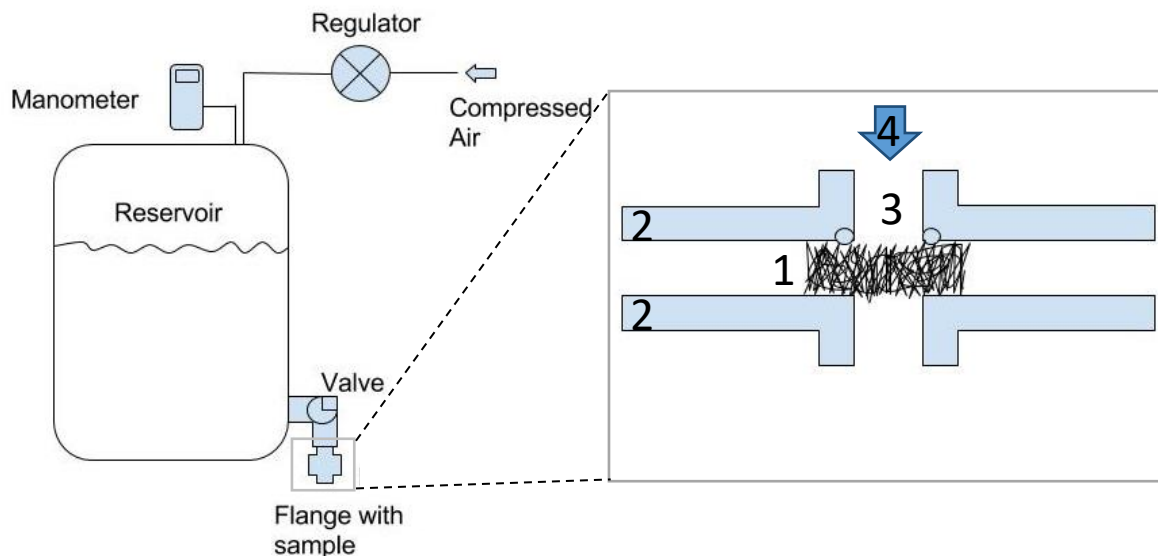 Regulator
Manometer
Compressed
Air
Reservoir
Valve
Flange with
sample
4
3
2
1
2